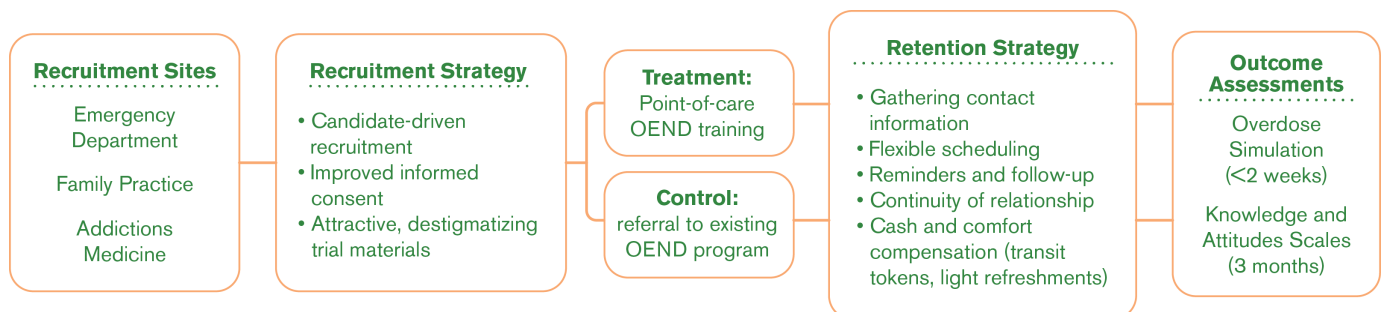 Recruitment Sites
Emergency
Department
Family Practice
Addictions
Medicine
Recruitment Strategy
• Candidate-driven
recruitment
• Improved informed
consent
• Attractive, destigmatizing
trial materials
Treatment:
Point-of-care
OEND training
Control:
referral to existing
OEND program
Retention Strategy
• Gathering contact
information
• Flexible scheduling
• Reminders and follow-up
• Continuity of relationship
• Cash and comfort
compensation (transit
tokens, light refreshments)
Outcome
Assessments
Overdose
Simulation
(<2 weeks)
Knowledge and
Attitudes Scales
(3 months)